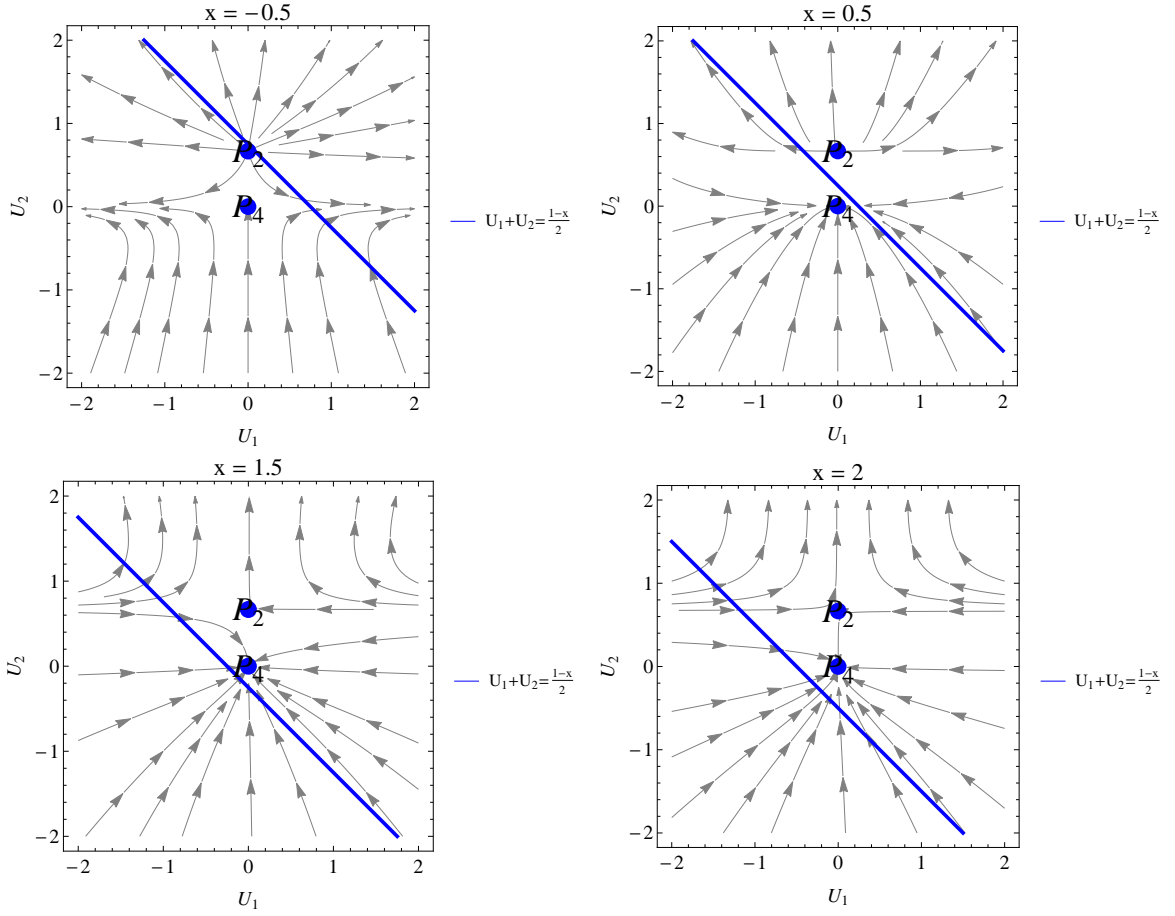 x = −0.5
2
1
0
−1
−2
U₂
P₂
P₄
−2
−1
0
1
2
U₁
U₁+U₂=(1−x)/2
x = 0.5
2
1
0
−1
−2
U₂
P₂
P₄
−2
−1
0
1
2
U₁
U₁+U₂=(1−x)/2
x = 1.5
2
1
0
−1
−2
U₂
P₂
P₄
−2
−1
0
1
2
U₁
U₁+U₂=(1−x)/2
x = 2
2
1
0
−1
−2
U₂
P₂
P₄
−2
−1
0
1
2
U₁
U₁+U₂=(1−x)/2